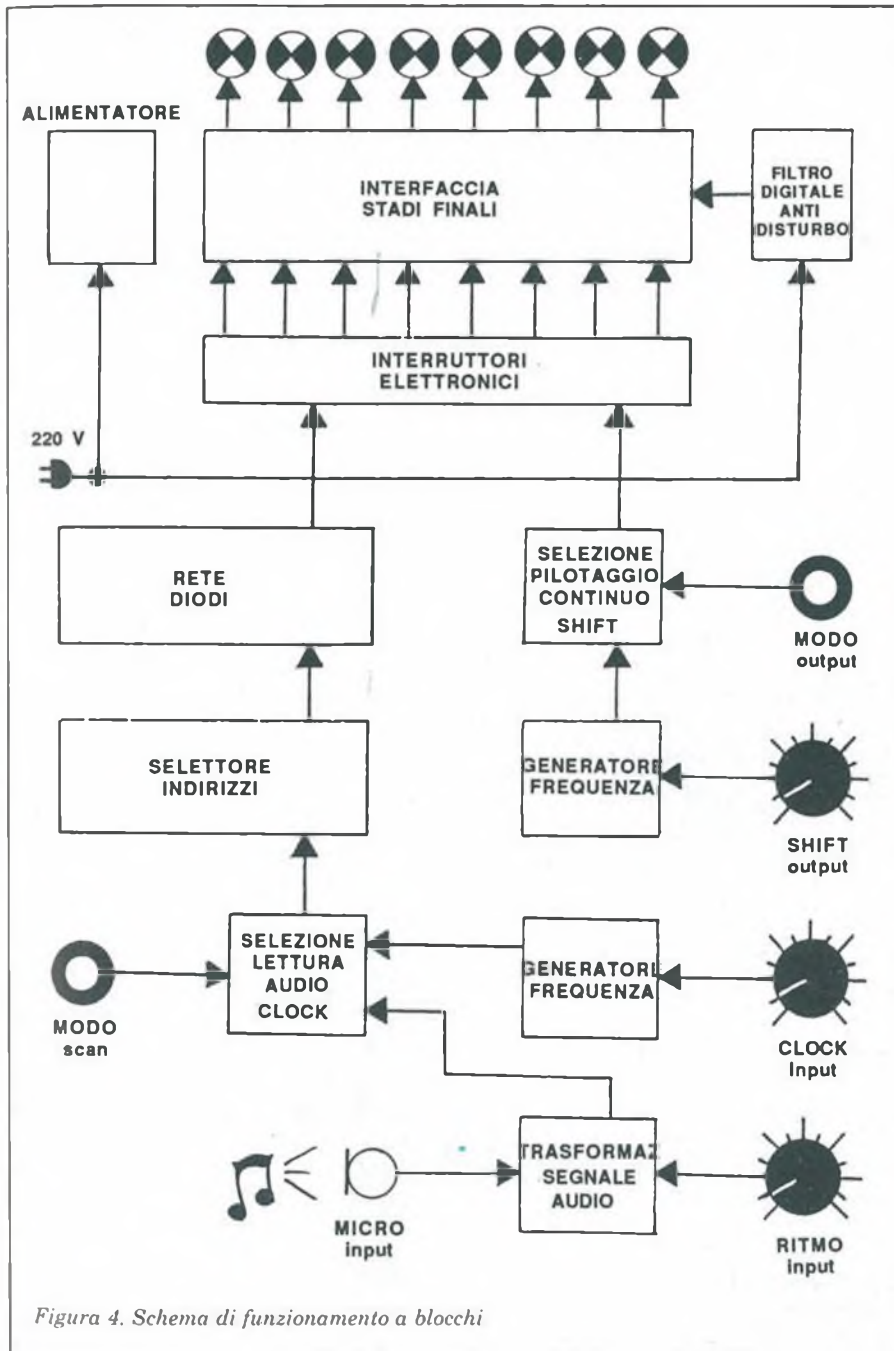 ALIMENTATORE
INTERFACCIA
STADI FINALI
FILTRO
DIGITALE
ANTI
DISTURBO
INTERRUTTORI
ELETTRONICI
220 V
RETE
DIODI
SELEZIONE
PILOTAGGIO
CONTINUO
SHIFT
MODO
output
SELETTORE
INDIRIZZI
GENERATORE
FREQUENZA
SHIFT
output
SELEZIONE
LETTURA
AUDIO
CLOCK
MODO
scan
GENERATORE
FREQUENZA
CLOCK
input
TRASFORMAZ
SEGNALE
AUDIO
MICRO
input
RITMO
input
Figura 4. Schema di funzionamento a blocchi